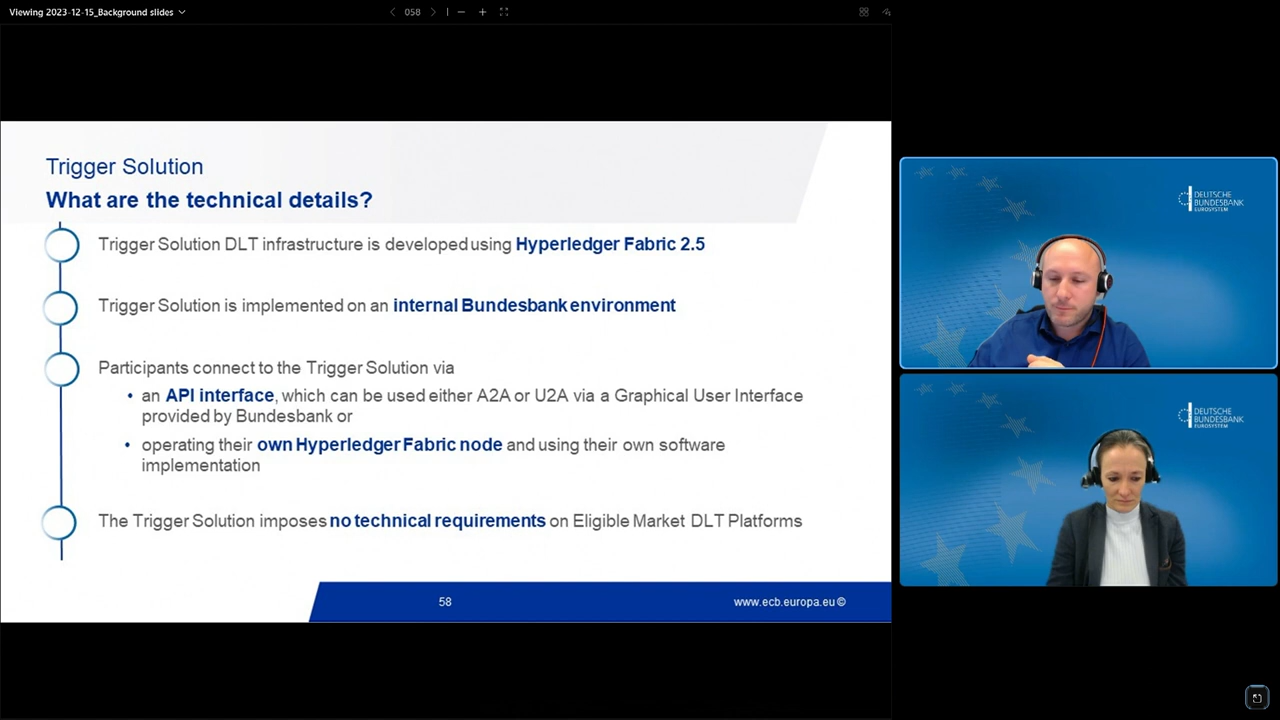 Viewing 2023-12-15_Background slides
058
Trigger Solution
What are the technical details?
Trigger Solution DLT infrastructure is developed using Hyperledger Fabric 2.5
Trigger Solution is implemented on an internal Bundesbank environment
Participants connect to the Trigger Solution via
• an API interface, which can be used either A2A or U2A via a Graphical User Interface
provided by Bundesbank or
• operating their own Hyperledger Fabric node and using their own software
implementation
The Trigger Solution imposes no technical requirements on Eligible Market DLT Platforms
58
www.ecb.europa.eu ©
DEUTSCHE
BUNDESBANK
EUROSYSTEM
DEUTSCHE
BUNDESBANK
EUROSYSTEM